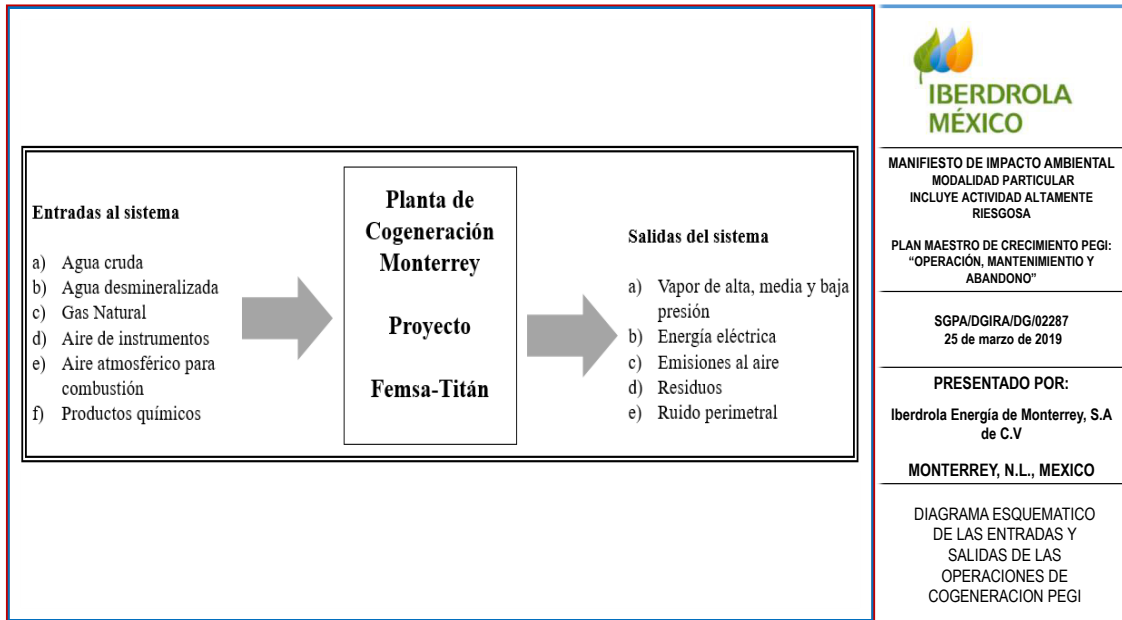 Entradas al sistema
a) Agua cruda
b) Agua desmineralizada
c) Gas Natural
d) Aire de instrumentos
e) Aire atmosférico para
combustión
f) Productos químicos
Planta de
Cogeneración
Monterrey
Proyecto
Femsa-Titán
Salidas del sistema
a) Vapor de alta, media y baja
presión
b) Energía eléctrica
c) Emisiones al aire
d) Residuos
e) Ruido perimetral
IBERDROLA
MÉXICO
MANIFIESTO DE IMPACTO AMBIENTAL
MODALIDAD PARTICULAR
INCLUYE ACTIVIDAD ALTAMENTE
RIESGOSA
PLAN MAESTRO DE CRECIMIENTO PEGI:
“OPERACIÓN, MANTENIMIENTIO Y
ABANDONO”
SGPA/DGIRA/DG/02287
25 de marzo de 2019
PRESENTADO POR:
Iberdrola Energía de Monterrey, S.A
de C.V
MONTERREY, N.L., MEXICO
DIAGRAMA ESQUEMATICO
DE LAS ENTRADAS Y
SALIDAS DE LAS
OPERACIONES DE
COGENERACION PEGI